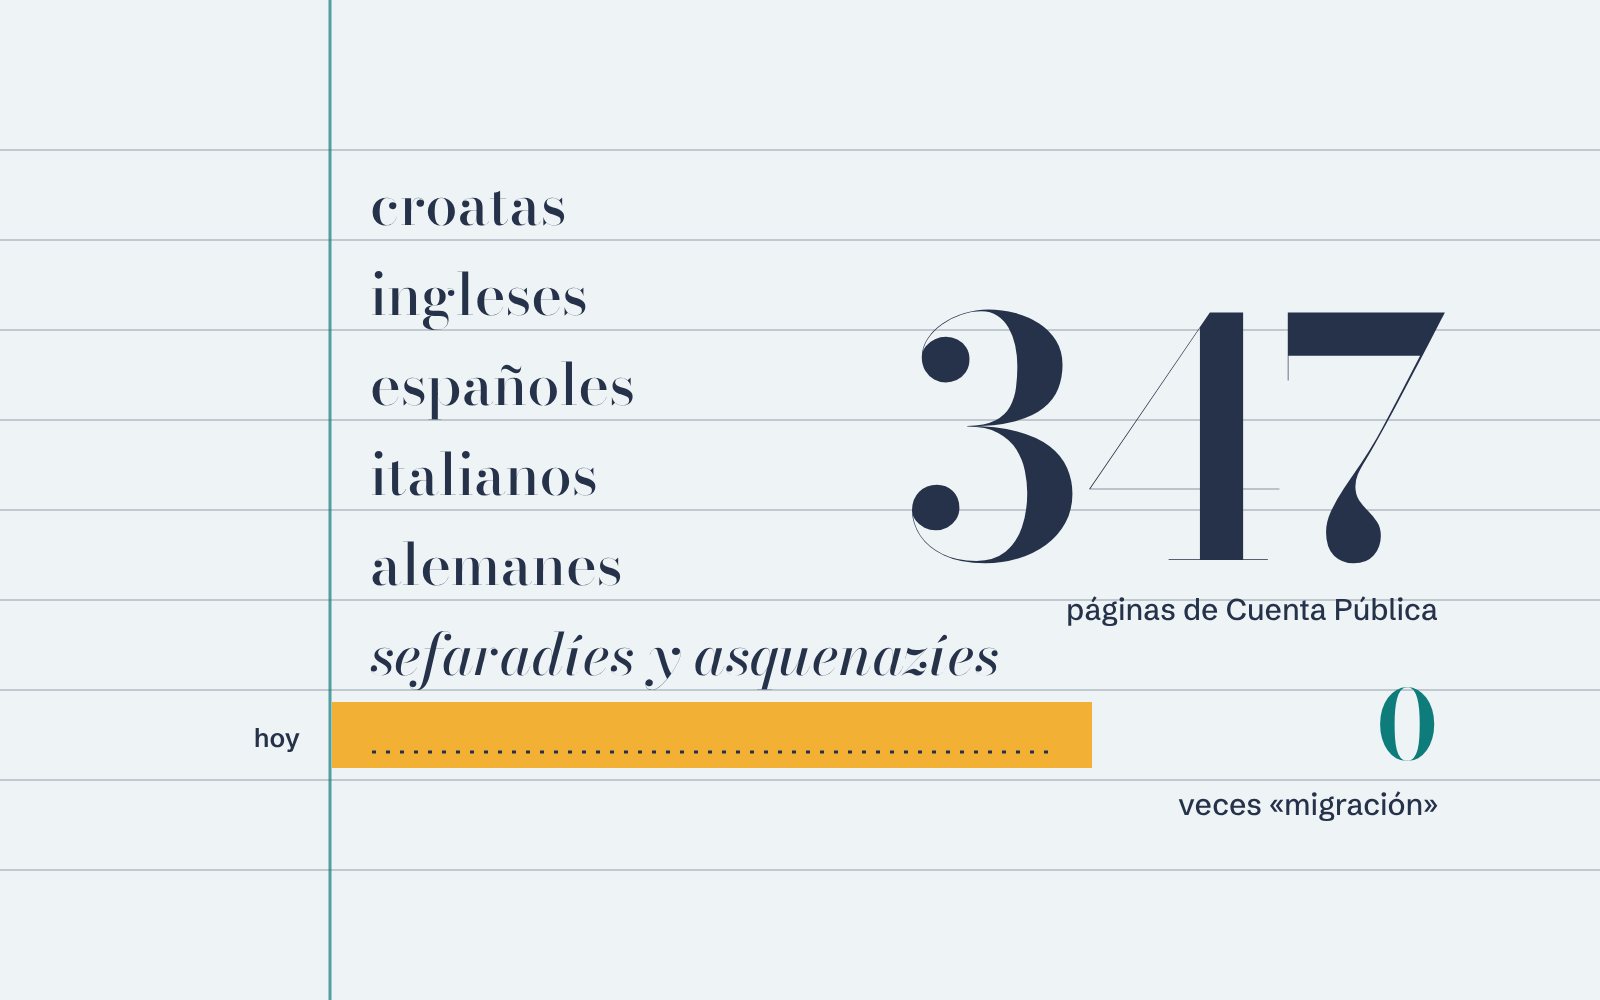 croatas
ingleses
españoles
italianos
alemanes
sefaradíes y asquenazíes
hoy
347
páginas de Cuenta Pública
0
veces «migración»